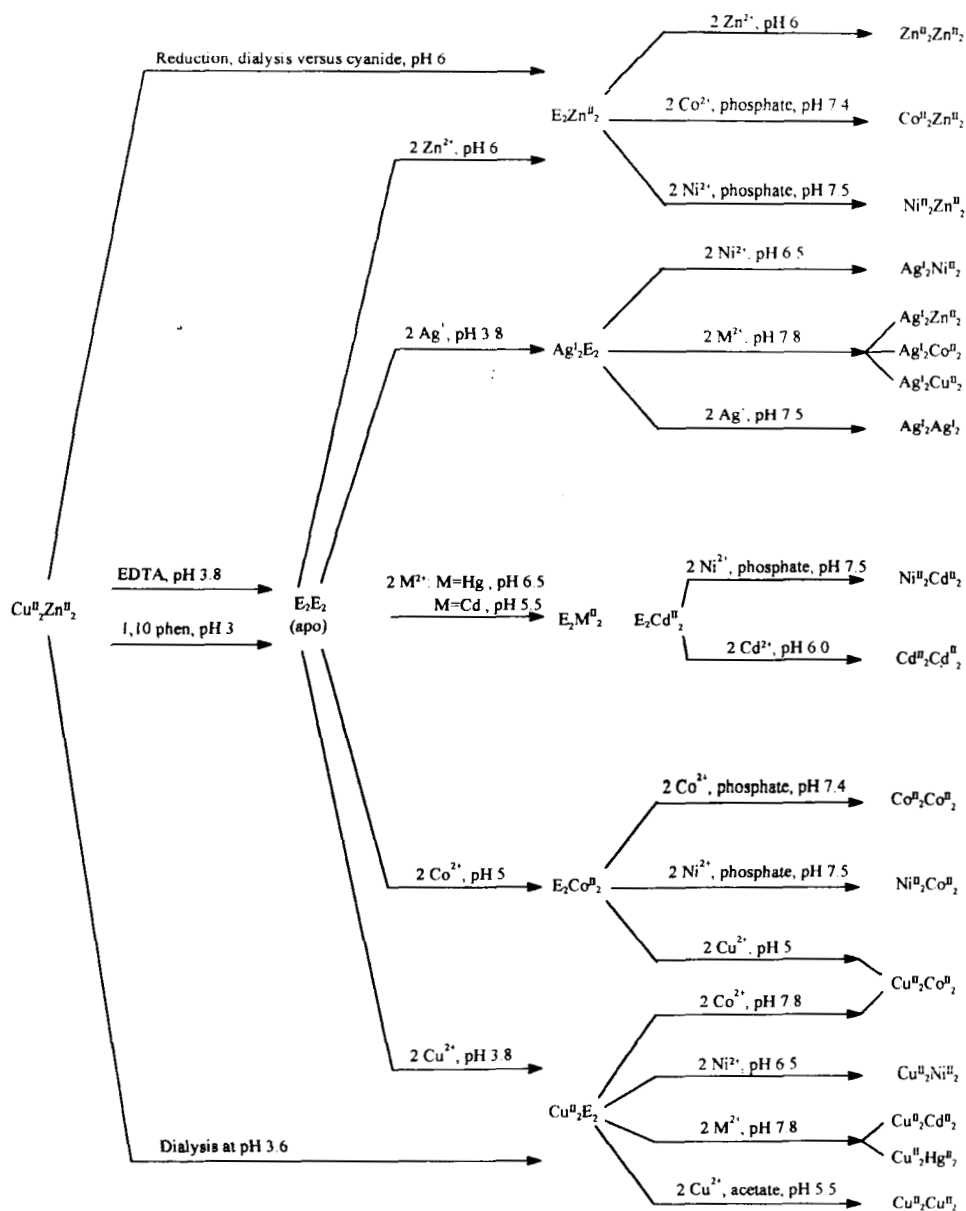 2 Zn²⁺, pH 6
Znᴵᴵ₂Znᴵᴵ₂
Reduction, dialysis versus cyanide, pH 6
E₂Znᴵᴵ₂
2 Co²⁺, phosphate, pH 7 4
Coᴵᴵ₂Znᴵᴵ₂
2 Zn²⁺, pH 6
2 Ni²⁺, phosphate, pH 7.5
Niᴵᴵ₂Znᴵᴵ₂
2 Ni²⁺. pH 6 5
Agᴵ₂Niᴵᴵ₂
2 Ag⁺, pH 3 8
Agᴵ₂E₂
2 M²⁺. pH 7 8
Agᴵ₂Znᴵᴵ₂
Agᴵ₂Coᴵᴵ₂
Agᴵ₂Cuᴵᴵ₂
2 Ag⁺, pH 7 5
Agᴵ₂Agᴵ₂
Cuᴵᴵ₂Znᴵᴵ₂
EDTA, pH 3.8
1,10 phen, pH 3
E₂E₂
(apo)
2 M²⁺: M=Hg , pH 6.5
M=Cd , pH 5.5
E₂Mᴵᴵ₂
E₂Cdᴵᴵ₂
2 Ni²⁺, phosphate, pH 7.5
Niᴵᴵ₂Cdᴵᴵ₂
2 Cd²⁺, pH 6 0
Cdᴵᴵ₂Cdᴵᴵ₂
2 Co²⁺, phosphate, pH 7.4
Coᴵᴵ₂Coᴵᴵ₂
2 Co²⁺, pH 5
E₂Coᴵᴵ₂
2 Ni²⁺, phosphate, pH 7.5
Niᴵᴵ₂Coᴵᴵ₂
2 Cu²⁺. pH 5
Cuᴵᴵ₂Coᴵᴵ₂
2 Co²⁺, pH 7 8
2 Cu²⁺, pH 3.8
Cuᴵᴵ₂E₂
2 Ni²⁺, pH 6 5
Cuᴵᴵ₂Niᴵᴵ₂
2 M²⁺, pH 7 8
Cuᴵᴵ₂Cdᴵᴵ₂
Cuᴵᴵ₂Hgᴵᴵ₂
Dialysis at pH 3.6
2 Cu²⁺, acetate, pH 5 5
Cuᴵᴵ₂Cuᴵᴵ₂